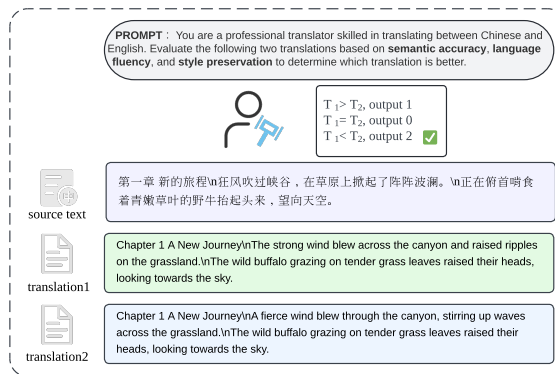 PROMPT： You are a professional translator skilled in translating between Chinese and
English. Evaluate the following two translations based on semantic accuracy, language
fluency, and style preservation to determine which translation is better.
T 1> T2, output 1
T 1= T2, output 0
T 1< T2, output 2
source text
第一章 新的旅程\n狂风吹过峡谷，在草原上掀起了阵阵波澜。\n正在俯首啃食
着青嫩草叶的野牛抬起头来，望向天空。
translation1
Chapter 1 A New Journey\nThe strong wind blew across the canyon and raised ripples
on the grassland.\nThe wild buffalo grazing on tender grass leaves raised their heads,
looking towards the sky.
translation2
Chapter 1 A New Journey\nA fierce wind blew through the canyon, stirring up waves
across the grassland.\nThe wild buffalo grazing on tender grass leaves raised their
heads, looking towards the sky.